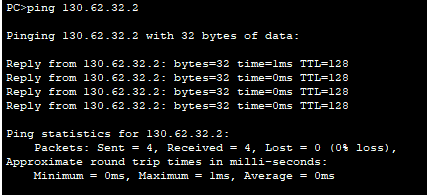 PC>ping 130.62.32.2
Pinging 130.62.32.2 with 32 bytes of data:
Reply from 130.62.32.2: bytes=32 time=1ms TTL=128
Reply from 130.62.32.2: bytes=32 time=0ms TTL=128
Reply from 130.62.32.2: bytes=32 time=0ms TTL=128
Reply from 130.62.32.2: bytes=32 time=0ms TTL=128
Ping statistics for 130.62.32.2:
    Packets: Sent = 4, Received = 4, Lost = 0 (0% loss),
Approximate round trip times in milli-seconds:
    Minimum = 0ms, Maximum = 1ms, Average = 0ms